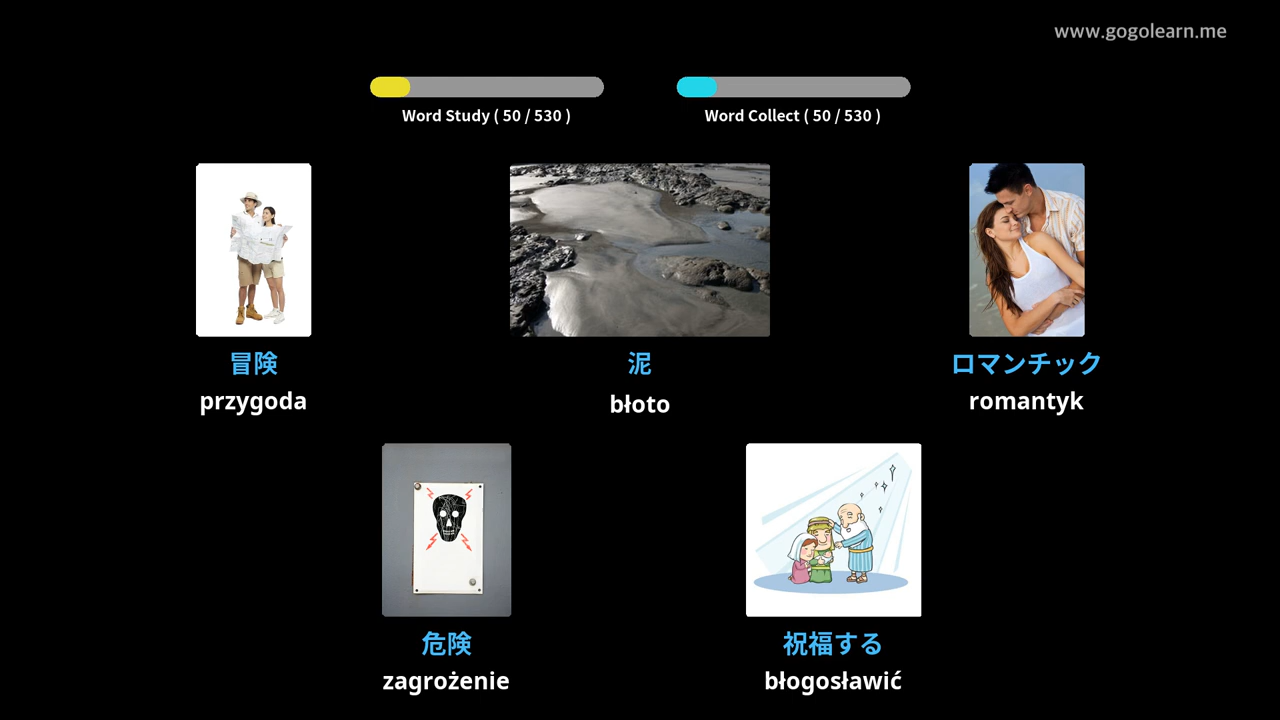 www.gogolearn.me
Word Study ( 50 / 530 )
Word Collect ( 50 / 530 )
冒険
przygoda
泥
błoto
ロマンチック
romantyk
危険
zagrożenie
祝福する
błogosławić